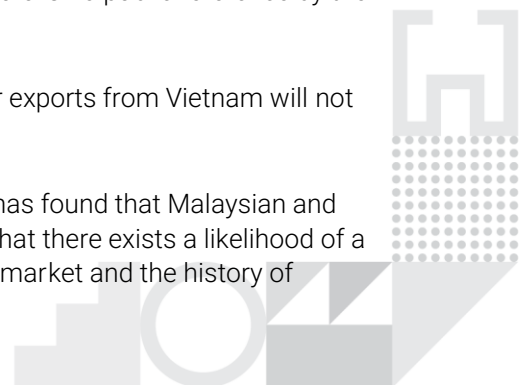 r exports from Vietnam will not
has found that Malaysian and
hat there exists a likelihood of a
market and the history of